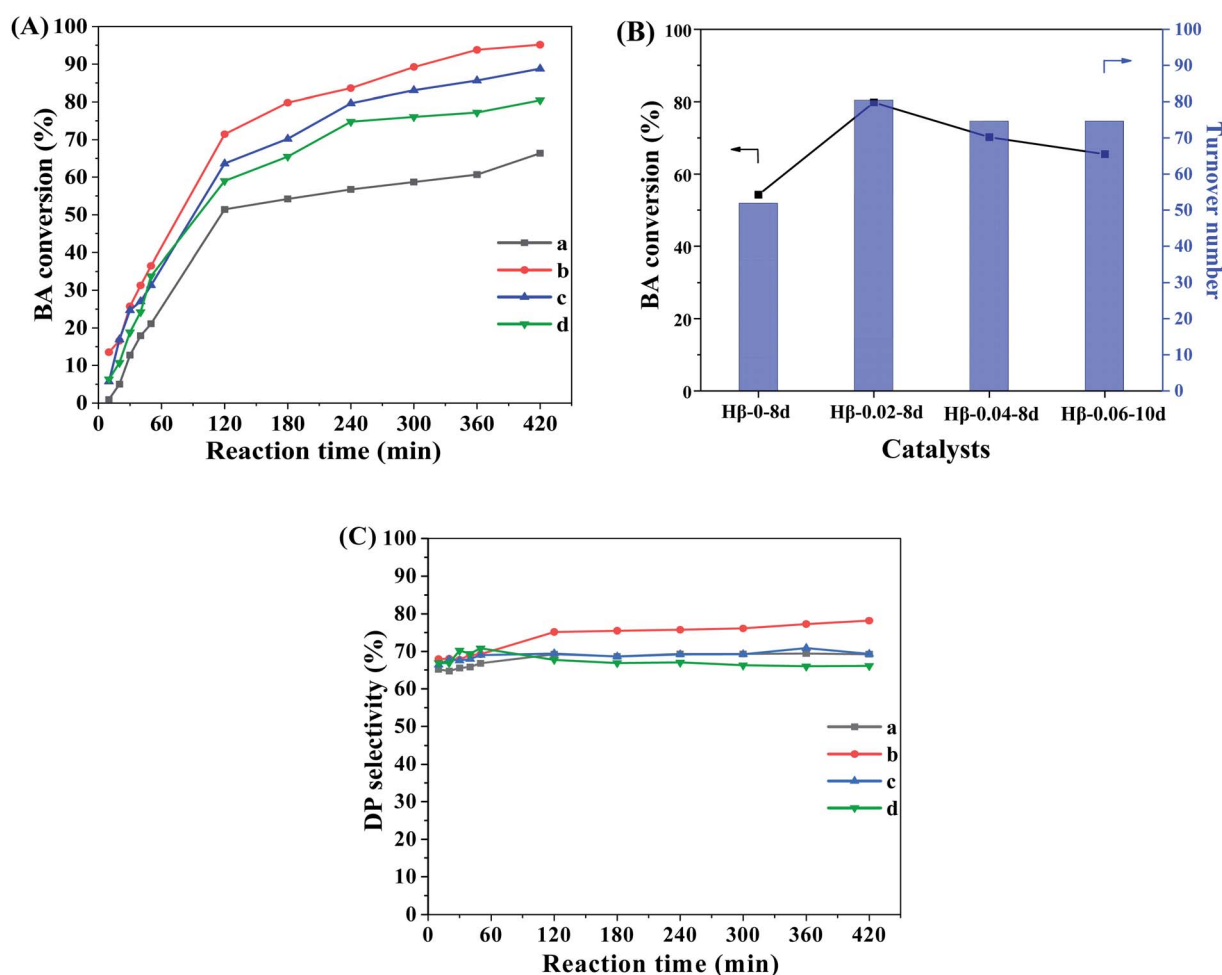 (A)
100
90
80
70
60
50
40
30
20
10
0
BA conversion (%)
0 60 120 180 240 300 360 420
Reaction time (min)
a
b
c
d
(B)
100
80
60
40
20
0
BA conversion (%)
100
90
80
70
60
50
40
30
20
10
0
Turnover number
Hβ-0-8d Hβ-0.02-8d Hβ-0.04-8d Hβ-0.06-10d
Catalysts
(C)
100
90
80
70
60
50
40
30
20
10
0
DP selectivity (%)
0 60 120 180 240 300 360 420
Reaction time (min)
a
b
c
d